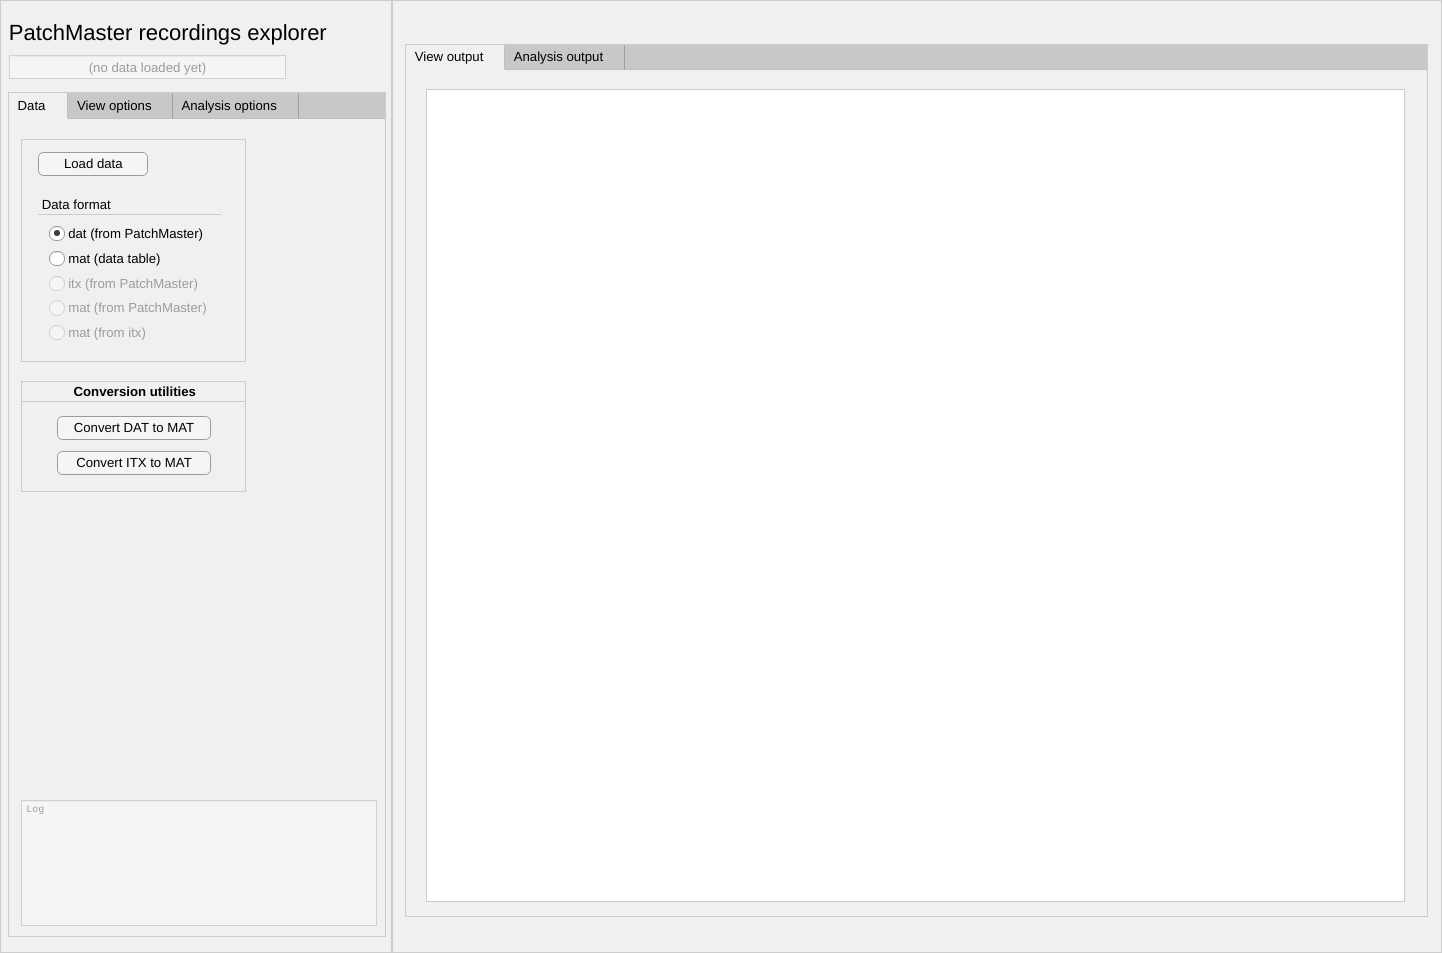 PatchMaster recordings explorer
(no data loaded yet)
Data
View options
Analysis options
Load data
Data format
dat (from PatchMaster)
mat (data table)
itx (from PatchMaster)
mat (from PatchMaster)
mat (from itx)
Conversion utilities
Convert DAT to MAT
Convert ITX to MAT
Log
View output
Analysis output